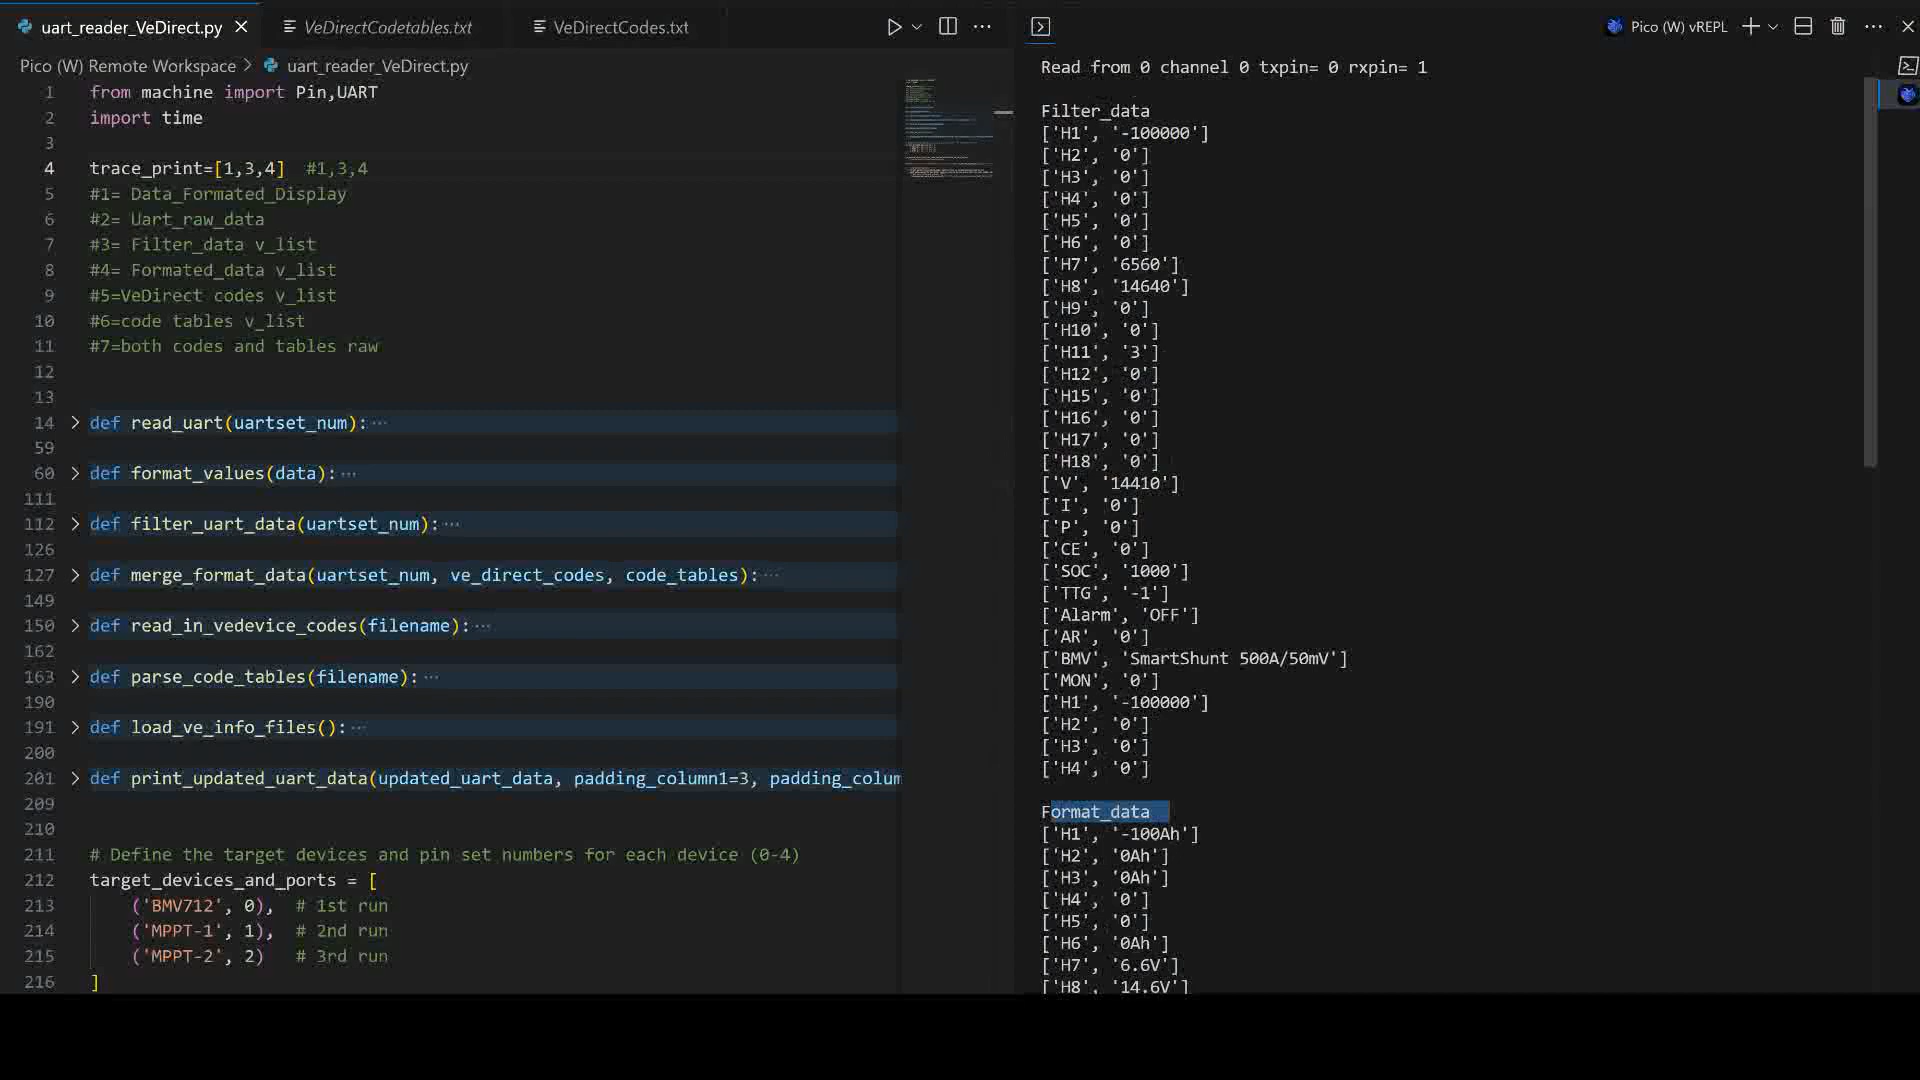 uart_reader_VeDirect.py
VeDirectCodetables.txt
VeDirectCodes.txt
Pico (W) vREPL
Pico (W) Remote Workspace > uart_reader_VeDirect.py
1 from machine import Pin,UART
2 import time
3
4 trace_print=[1,3,4]  #1,3,4
5 #1= Data_Formated_Display
6 #2= Uart_raw_data
7 #3= Filter_data v_list
8 #4= Formated_data v_list
9 #5=VeDirect codes v_list
10 #6=code tables v_list
11 #7=both codes and tables raw
12
13
14 def read_uart(uartset_num):···
59
60 def format_values(data):···
111
112 def filter_uart_data(uartset_num):···
126
127 def merge_format_data(uartset_num, ve_direct_codes, code_tables):···
149
150 def read_in_vedevice_codes(filename):···
162
163 def parse_code_tables(filename):···
190
191 def load_ve_info_files():···
200
201 def print_updated_uart_data(updated_uart_data, padding_column1=3, padding_colum
209
210
211 # Define the target devices and pin set numbers for each device (0-4)
212 target_devices_and_ports = [
213 ('BMV712', 0),  # 1st run
214 ('MPPT-1', 1),  # 2nd run
215 ('MPPT-2', 2)   # 3rd run
216 ]
Read from 0 channel 0 txpin= 0 rxpin= 1
Filter_data
['H1', '-100000']
['H2', '0']
['H3', '0']
['H4', '0']
['H5', '0']
['H6', '0']
['H7', '6560']
['H8', '14640']
['H9', '0']
['H10', '0']
['H11', '3']
['H12', '0']
['H15', '0']
['H16', '0']
['H17', '0']
['H18', '0']
['V', '14410']
['I', '0']
['P', '0']
['CE', '0']
['SOC', '1000']
['TTG', '-1']
['Alarm', 'OFF']
['AR', '0']
['BMV', 'SmartShunt 500A/50mV']
['MON', '0']
['H1', '-100000']
['H2', '0']
['H3', '0']
['H4', '0']
Format_data
['H1', '-100Ah']
['H2', '0Ah']
['H3', '0Ah']
['H4', '0']
['H5', '0']
['H6', '0Ah']
['H7', '6.6V']
['H8', '14.6V']